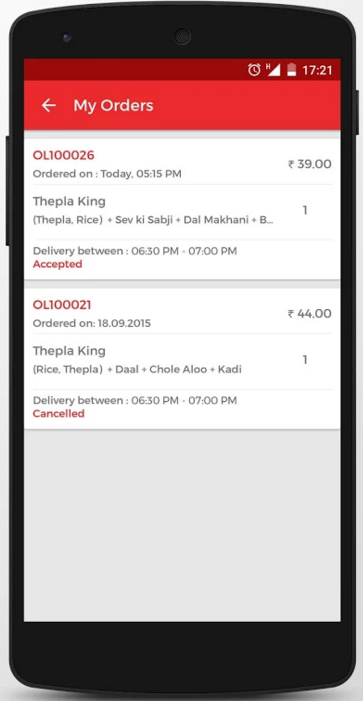 17:21
My Orders
OL100026
₹ 39.00
Ordered on : Today, 05:15 PM
Thepla King
1
(Thepla, Rice) + Sev ki Sabji + Dal Makhani + B...
Delivery between : 06:30 PM - 07:00 PM
Accepted
OL100021
₹ 44.00
Ordered on: 18.09.2015
Thepla King
1
(Rice, Thepla) + Daal + Chole Aloo + Kadi
Delivery between : 06:30 PM - 07:00 PM
Cancelled